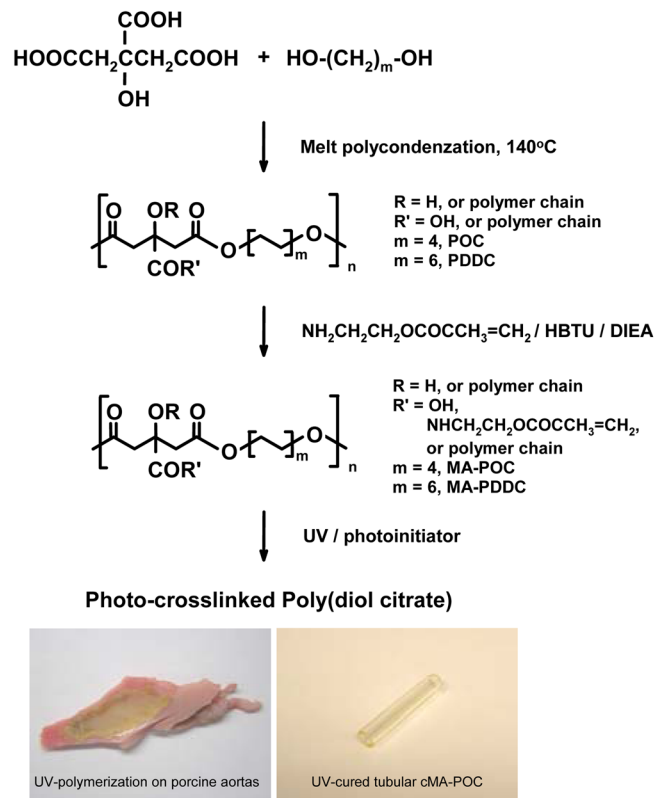 COOH
HOOCCH₂CCH₂COOH + HO-(CH₂)ₘ-OH
OH
Melt polycondenzation, 140°C
O OR O
O
O
m
n
COR'
R = H, or polymer chain
R' = OH, or polymer chain
m = 4, POC
m = 6, PDDC
NH₂CH₂CH₂OCOCCH₃=CH₂ / HBTU / DIEA
O OR O
O
O
m
n
COR'
R = H, or polymer chain
R' = OH,
NHCH₂CH₂OCOCCH₃=CH₂,
or polymer chain
m = 4, MA-POC
m = 6, MA-PDDC
UV / photoinitiator
Photo-crosslinked Poly(diol citrate)
UV-polymerization on porcine aortas
UV-cured tubular cMA-POC